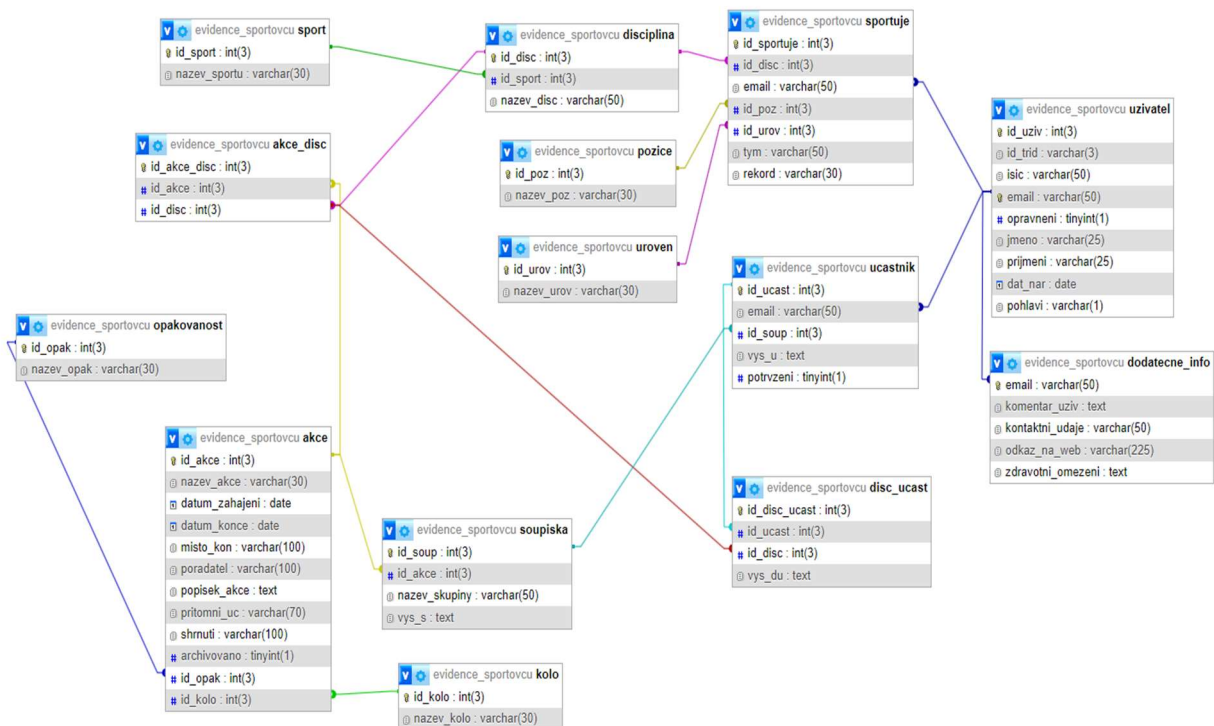 evidence_sportovcu sport
id_sport : int(3)
nazev_sportu : varchar(30)
evidence_sportovcu disciplina
id_disc : int(3)
id_sport : int(3)
nazev_disc : varchar(50)
evidence_sportovcu sportuje
id_sportuje : int(3)
id_disc : int(3)
email : varchar(50)
id_poz : int(3)
id_urov : int(3)
tym : varchar(50)
rekord : varchar(30)
evidence_sportovcu uzivatel
id_uziv : int(3)
id_trid : varchar(3)
isic : varchar(50)
email : varchar(50)
opravneni : tinyint(1)
jmeno : varchar(25)
prijmeni : varchar(25)
dat_nar : date
pohlavi : varchar(1)
evidence_sportovcu akce_disc
id_akce_disc : int(3)
id_akce : int(3)
id_disc : int(3)
evidence_sportovcu pozice
id_poz : int(3)
nazev_poz : varchar(30)
evidence_sportovcu uroven
id_urov : int(3)
nazev_urov : varchar(30)
evidence_sportovcu ucastnik
id_ucast : int(3)
email : varchar(50)
id_soup : int(3)
vys_u : text
potrvzeni : tinyint(1)
evidence_sportovcu opakovanost
id_opak : int(3)
nazev_opak : varchar(30)
evidence_sportovcu dodatecne_info
email : varchar(50)
komentar_uziv : text
kontaktni_udaje : varchar(50)
odkaz_na_web : varchar(225)
zdravotni_omezeni : text
evidence_sportovcu akce
id_akce : int(3)
nazev_akce : varchar(30)
datum_zahajeni : date
datum_konce : date
misto_kon : varchar(100)
poradatel : varchar(100)
popisek_akce : text
pritomni_uc : varchar(70)
shrnuti : varchar(100)
archivovano : tinyint(1)
id_opak : int(3)
id_kolo : int(3)
evidence_sportovcu disc_ucast
id_disc_ucast : int(3)
id_ucast : int(3)
id_disc : int(3)
vys_du : text
evidence_sportovcu soupiska
id_soup : int(3)
id_akce : int(3)
nazev_skupiny : varchar(50)
vys_s : text
evidence_sportovcu kolo
id_kolo : int(3)
nazev_kolo : varchar(30)